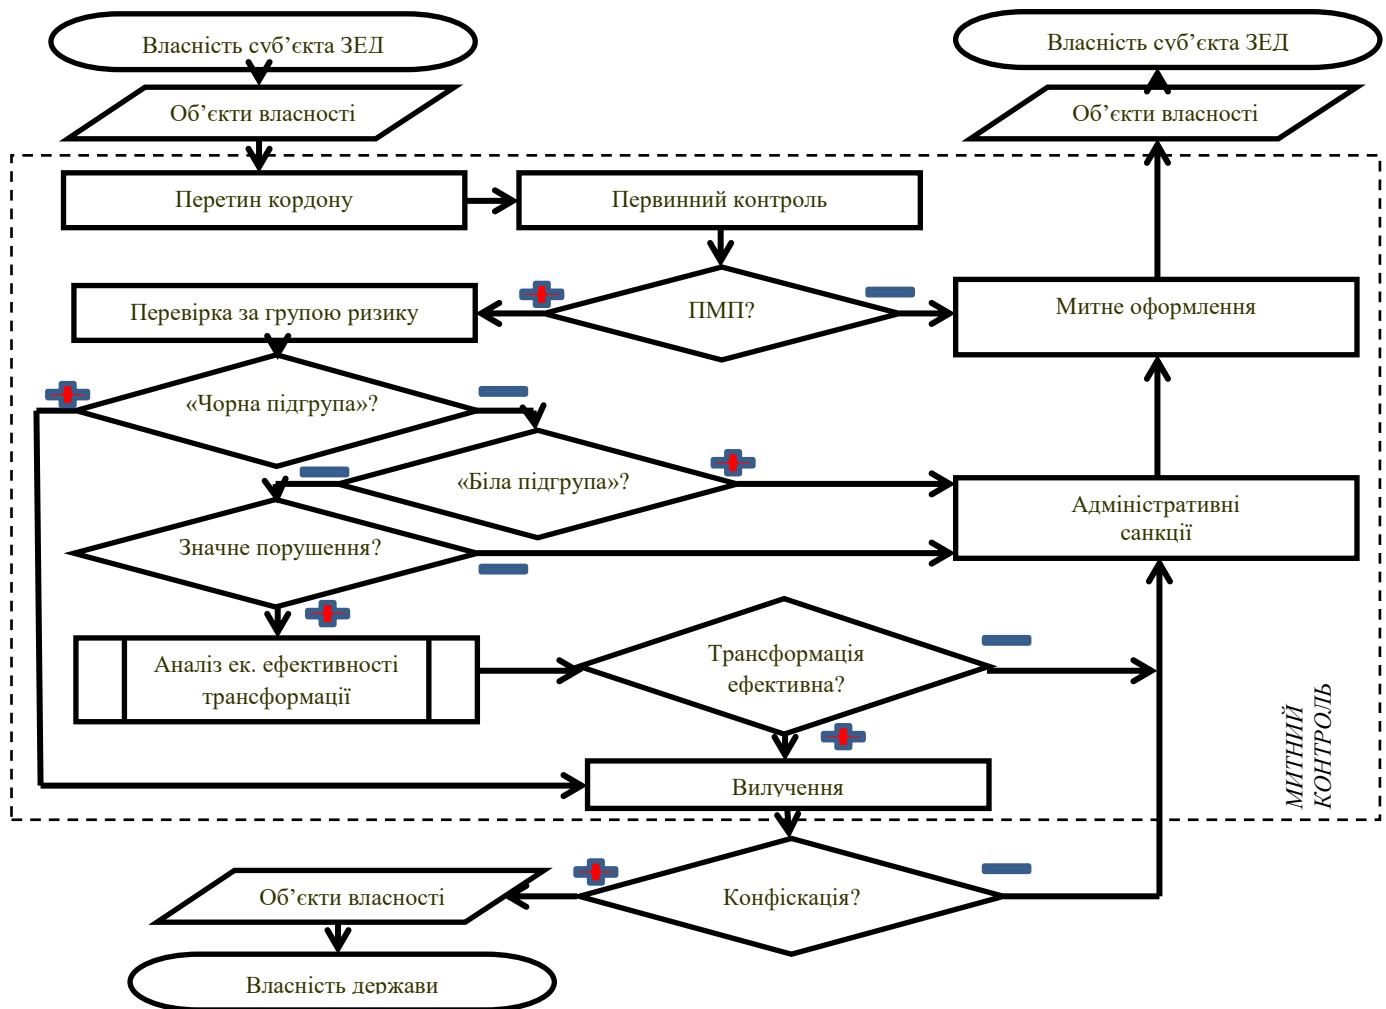 Власність суб’єкта ЗЕД
Власність суб’єкта ЗЕД
Об’єкти власності
Об’єкти власності
Перетин кордону
Первинний контроль
Перевірка за групою ризику
ПМП?
Митне оформлення
«Чорна підгрупа»?
«Біла підгрупа»?
Адміністративні
санкції
Значне порушення?
Аналіз ек. ефективності
трансформації
Трансформація
ефективна?
МИТНИЙ
КОНТРОЛЬ
Вилучення
Об’єкти власності
Конфіскація?
Власність держави